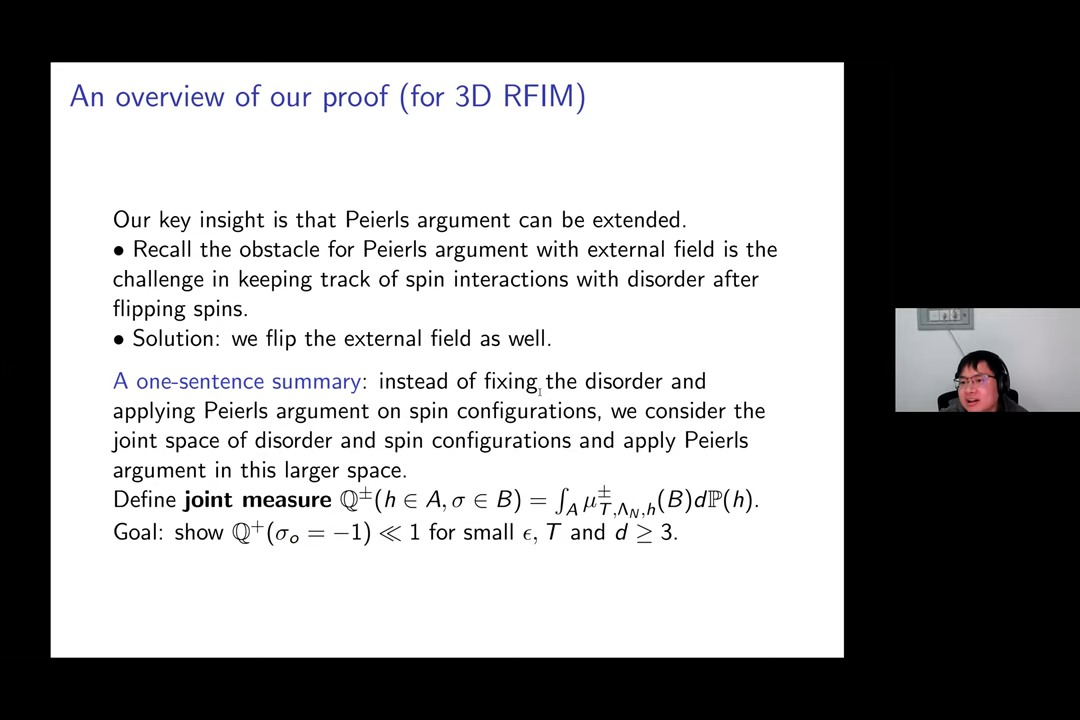 An overview of our proof (for 3D RFIM)
Our key insight is that Peierls argument can be extended.
• Recall the obstacle for Peierls argument with external field is the
challenge in keeping track of spin interactions with disorder after
flipping spins.
• Solution: we flip the external field as well.
A one-sentence summary: instead of fixing the disorder and
applying Peierls argument on spin configurations, we consider the
joint space of disorder and spin configurations and apply Peierls
argument in this larger space.
Define joint measure ℚ^±(h ∈ A, σ ∈ B) = ∫_A μ^±_{T,Λ_N,h}(B)dℙ(h).
Goal: show ℚ^+(σ_o = −1) ≪ 1 for small ϵ, T and d ≥ 3.